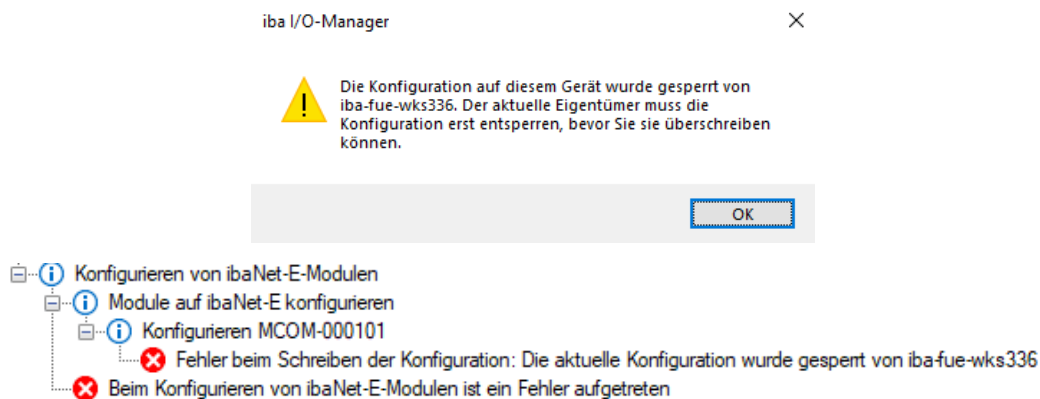 iba I/O-Manager
Die Konfiguration auf diesem Gerät wurde gesperrt von
iba-fue-wks336. Der aktuelle Eigentümer muss die
Konfiguration erst entsperren, bevor Sie sie überschreiben
können.
OK
Konfigurieren von ibaNet-E-Modulen
Module auf ibaNet-E konfigurieren
Konfigurieren MCOM-000101
Fehler beim Schreiben der Konfiguration: Die aktuelle Konfiguration wurde gesperrt von iba-fue-wks336
Beim Konfigurieren von ibaNet-E-Modulen ist ein Fehler aufgetreten